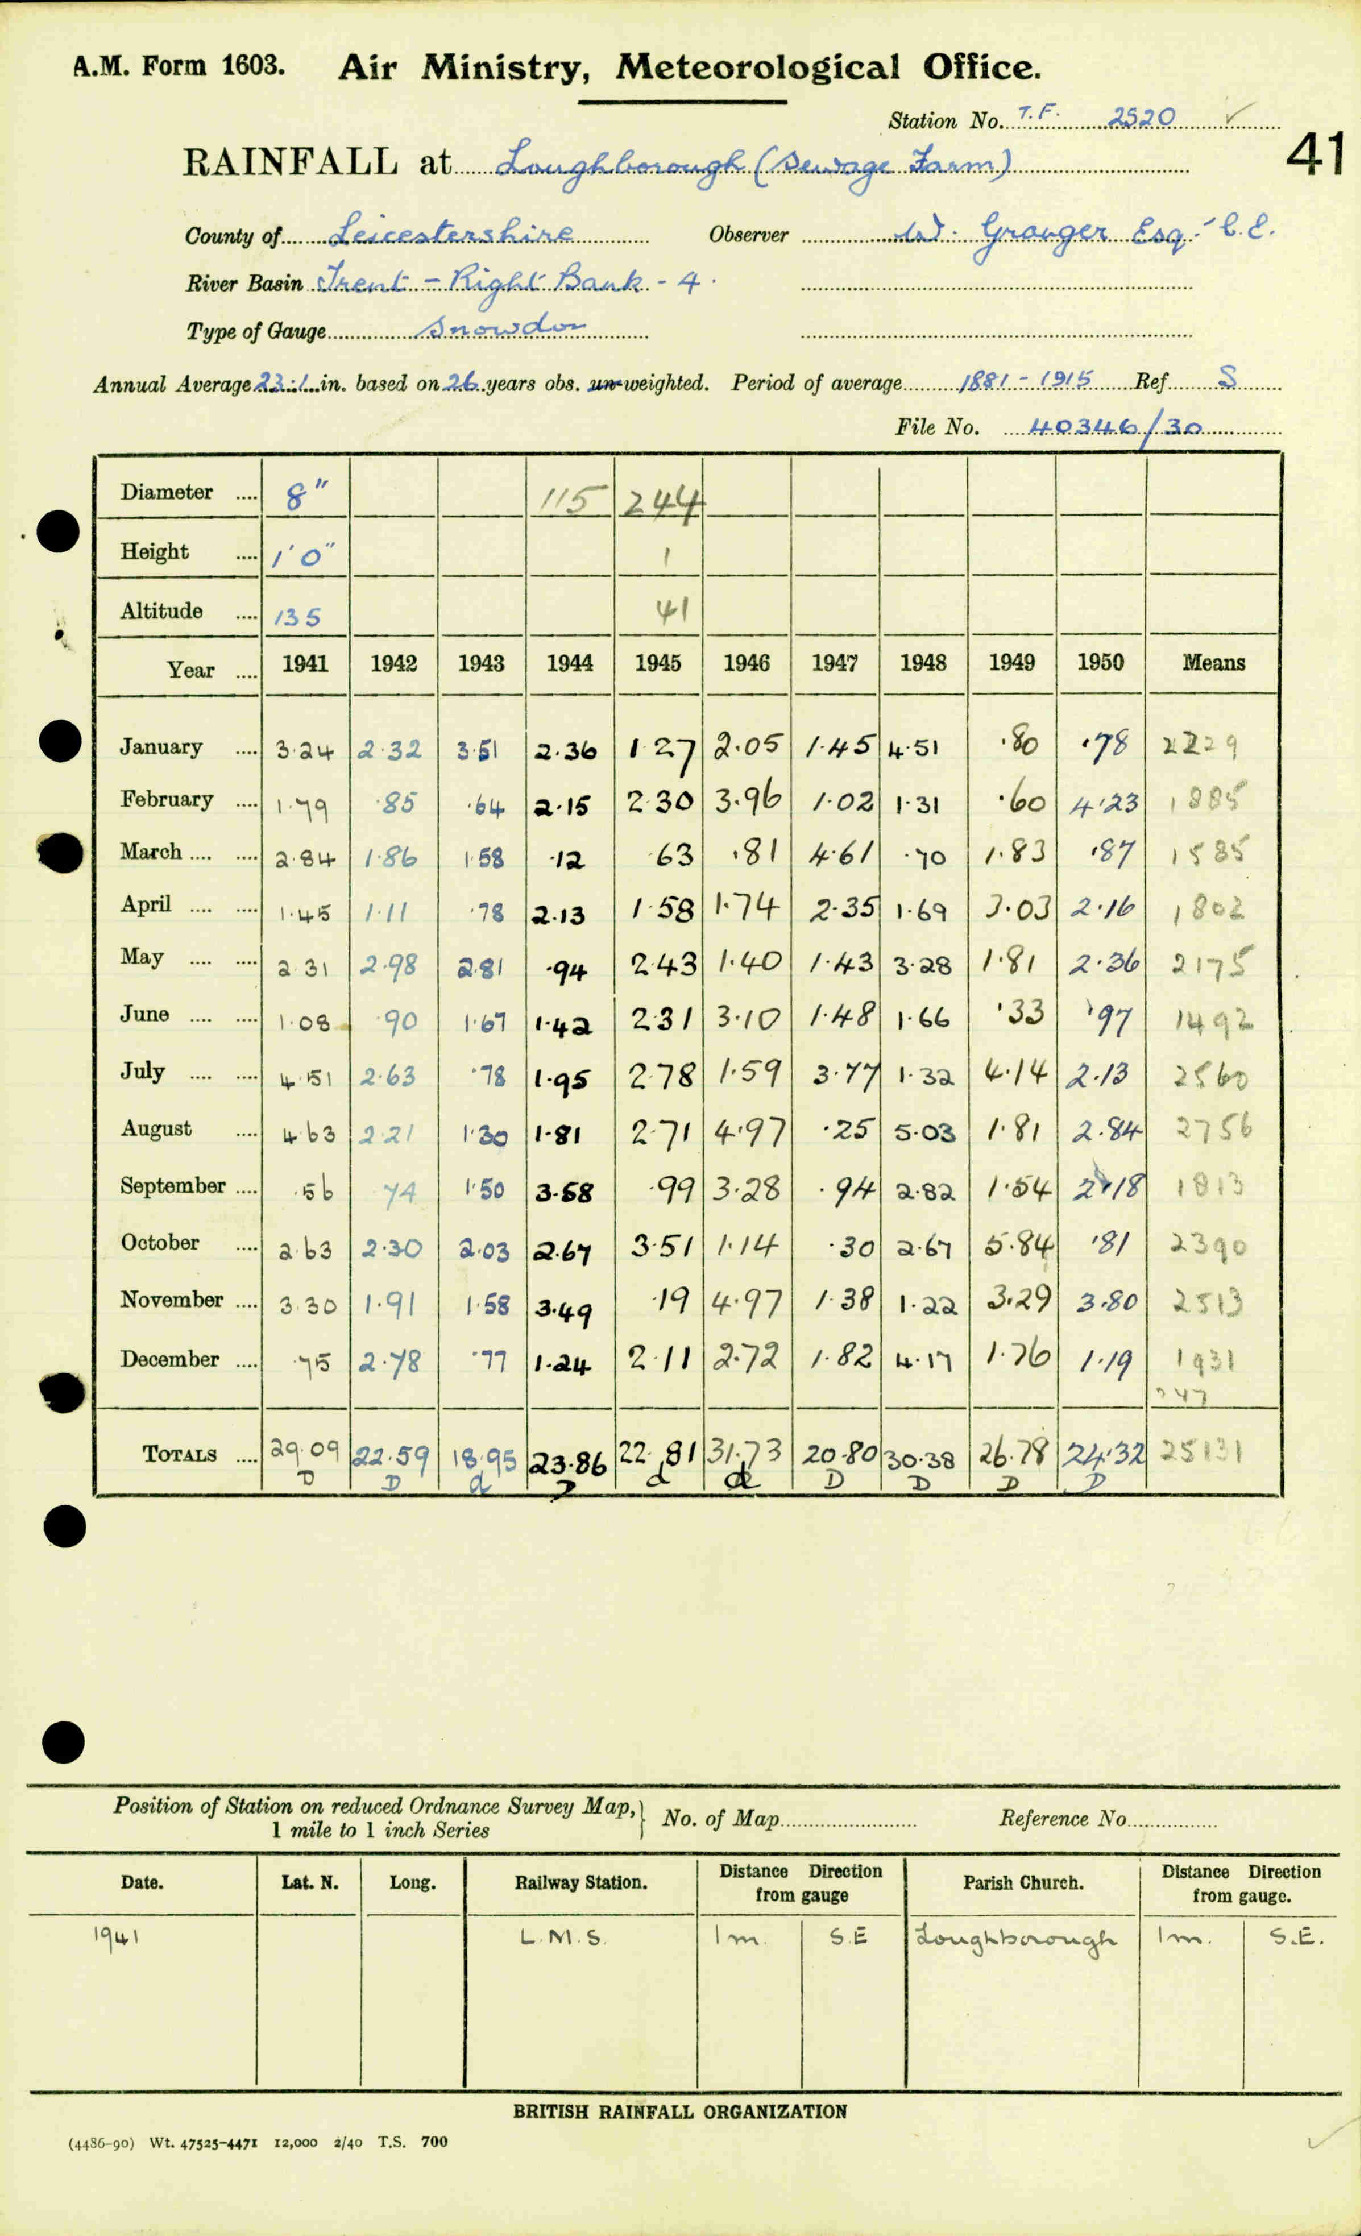 A.M. Form 1603. Air Ministry, Meteorological Office.
Station No. T.F. 2520 ✓
41
RAINFALL at Loughborough (Sewage Farm)
County of Leicestershire Observer W. Granger Esq. C.E.
River Basin Trent - Right Bank - 4.
Type of Gauge Snowdon
Annual Average 23.1 in. based on 26 years obs. un-weighted. Period of average 1881 - 1915 Ref S
File No. 40346/30
Diameter .... 8" 115 244
Height .... 1'0" 1
Altitude .... 135 41
Year .... 1941 1942 1943 1944 1945 1946 1947 1948 1949 1950 Means
January .... 3.24 2.32 3.51 2.36 1.27 2.05 1.45 4.51 .80 .78 2229
February .... 1.79 .85 .64 2.15 2.30 3.96 1.02 1.31 .60 4.23 1885
March .... .... 2.84 1.86 1.58 .12 .63 .81 4.61 .70 1.83 .87 1585
April .... .... 1.45 1.11 .78 2.13 1.58 1.74 2.35 1.69 3.03 2.16 1802
May .... .... 2.31 2.98 2.81 .94 2.43 1.40 1.43 3.28 1.81 2.36 2175
June .... .... 1.08 .90 1.67 1.42 2.31 3.10 1.48 1.66 .33 .97 1492
July .... .... 4.51 2.63 .78 1.95 2.78 1.59 3.77 1.32 4.14 2.13 2560
August .... 4.63 2.21 1.30 1.81 2.71 4.97 .25 5.03 1.81 2.84 2756
September .... .56 .74 1.50 3.58 .99 3.28 .94 2.82 1.54 2.18 1813
October .... 2.63 2.30 2.03 2.67 3.51 1.14 .30 2.67 5.84 .81 2390
November .... 3.30 1.91 1.58 3.49 .19 4.97 1.38 1.22 3.29 3.80 2513
December .... .75 2.78 .77 1.24 2.11 2.72 1.82 4.17 1.76 1.19 1931
TOTALS .... 29.09 22.59 18.95 23.86 22.81 31.73 20.80 30.38 26.78 24.32 25131
D D d D d d D D D D
Position of Station on reduced Ordnance Survey Map,} No. of Map Reference No.
1 mile to 1 inch Series
Date. Lat. N. Long. Railway Station. Distance Direction from gauge Parish Church. Distance Direction from gauge.
1941 L.M.S. 1m. S.E Loughborough 1m. S.E.
BRITISH RAINFALL ORGANIZATION
(4486-90) Wt. 47525-4471 12,000 2/40 T.S. 700